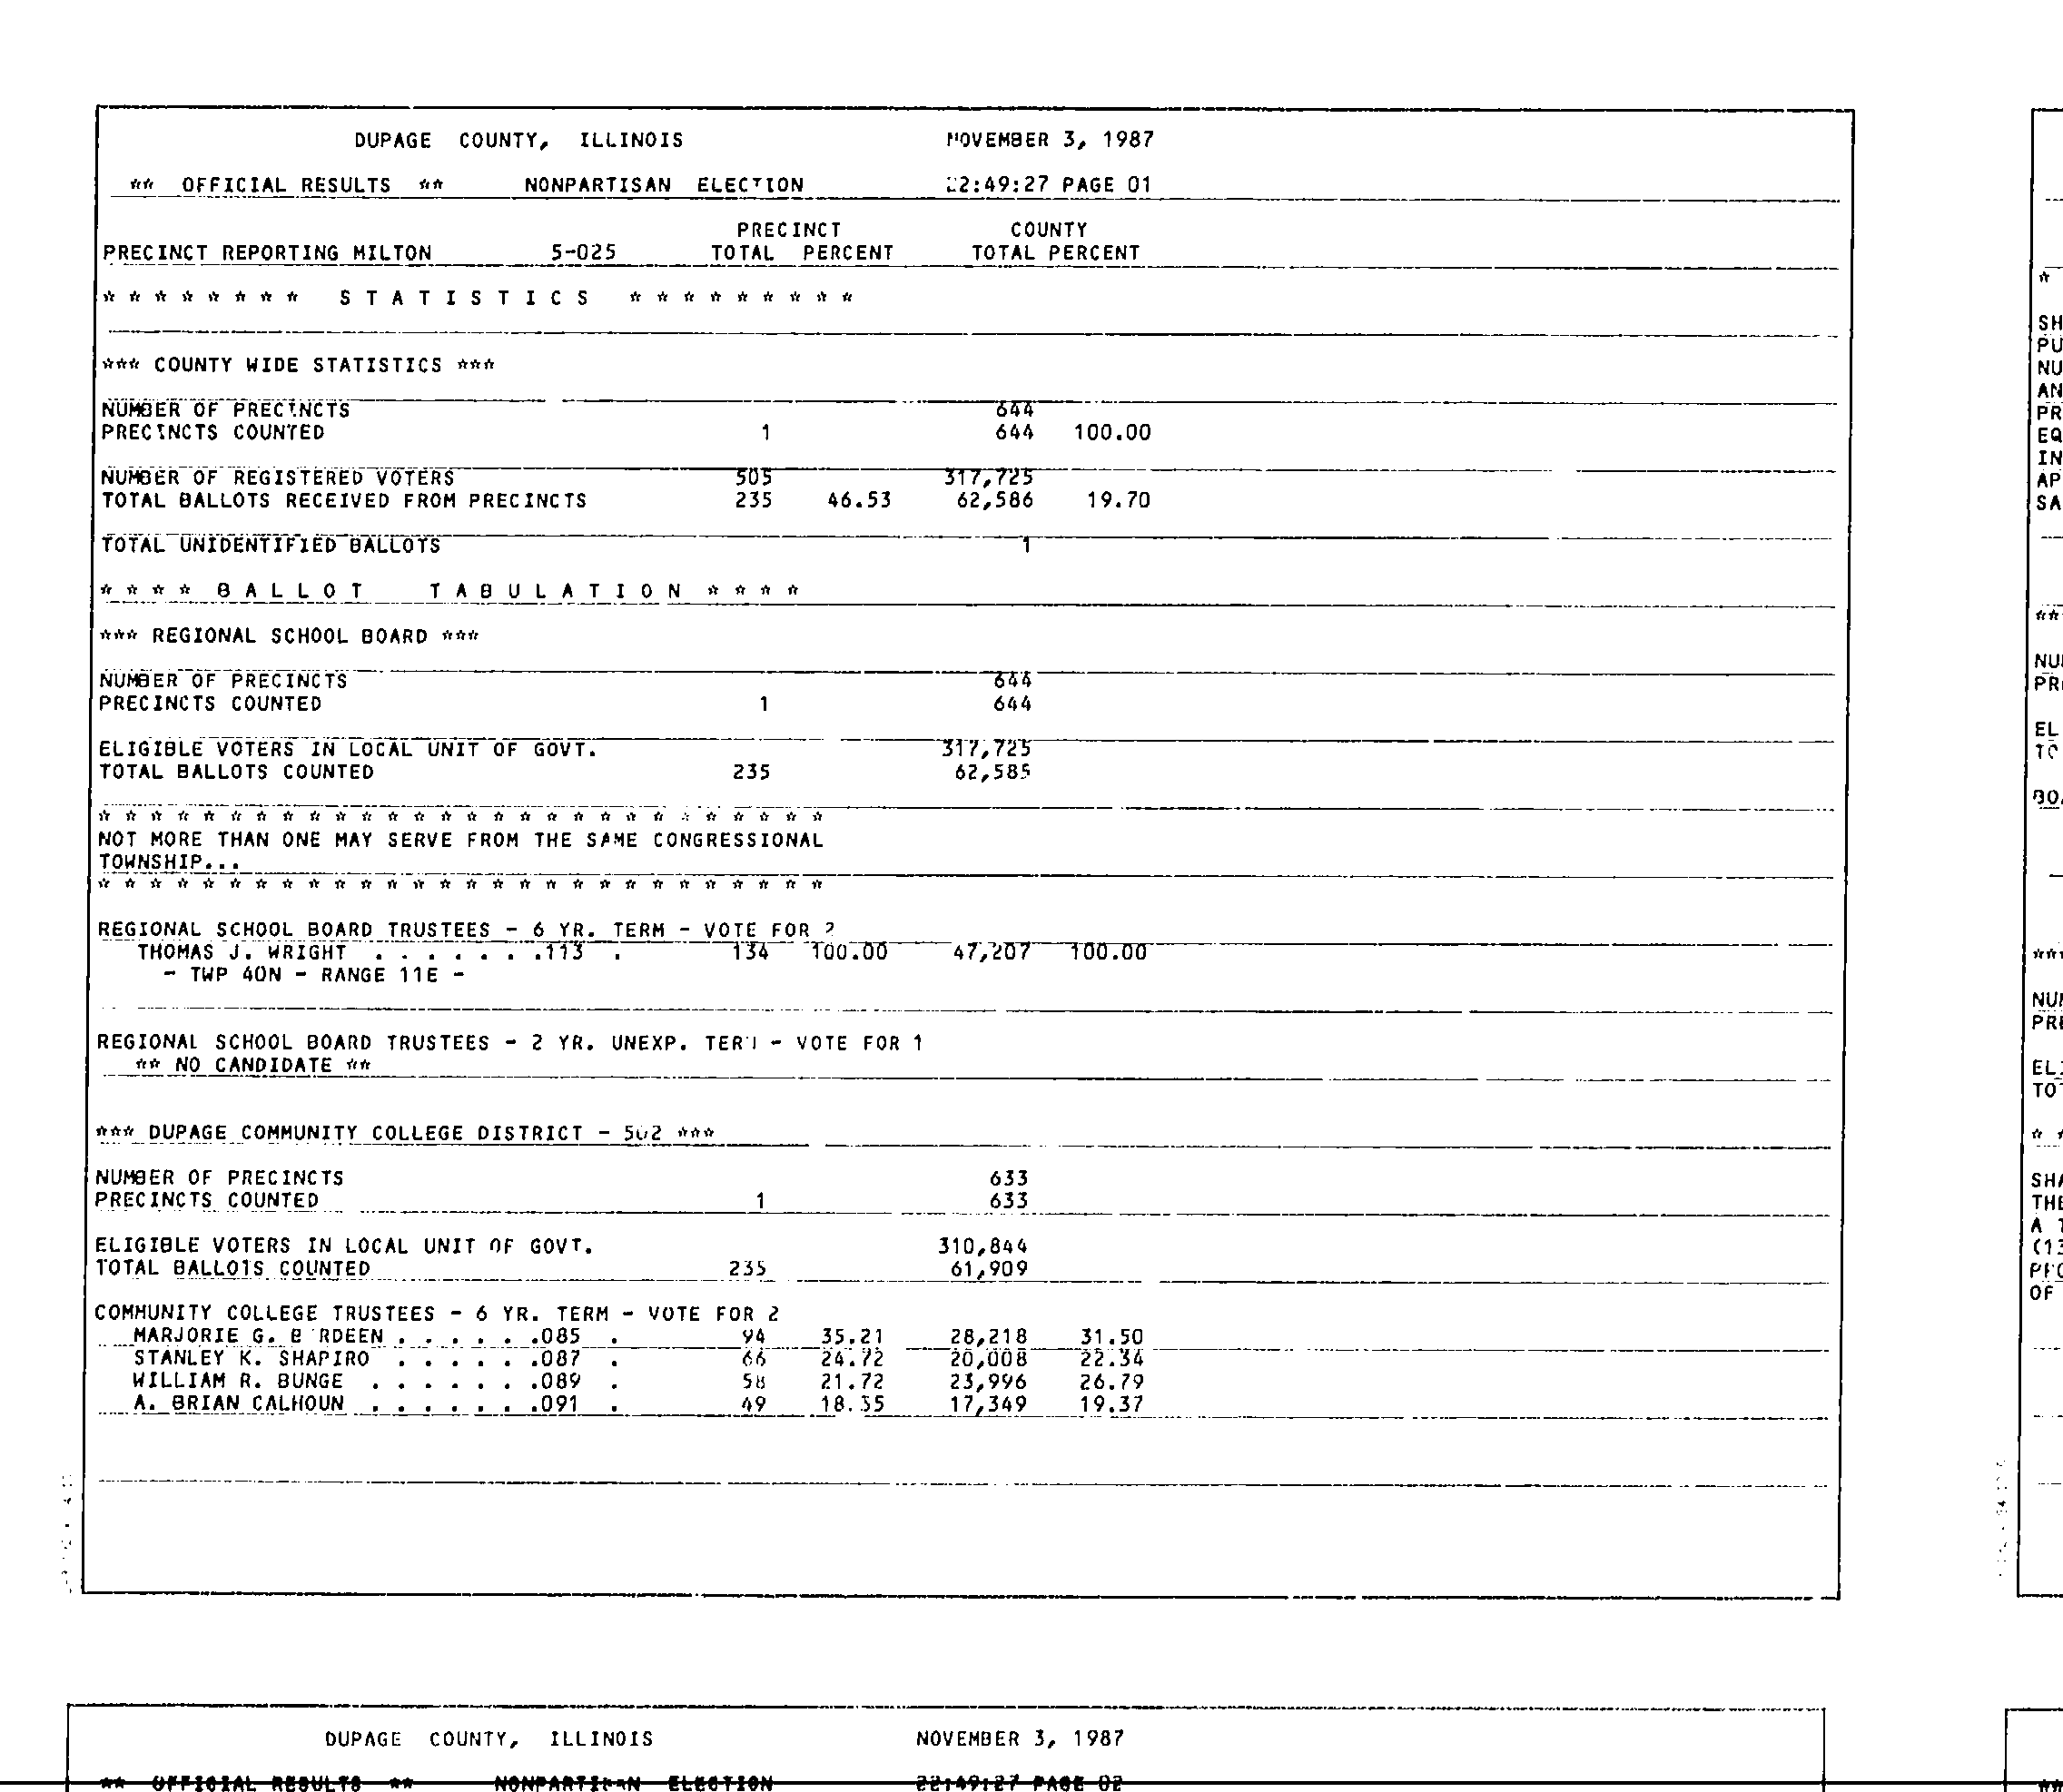 DUPAGE COUNTY, ILLINOIS NOVEMBER 3, 1987
** OFFICIAL RESULTS ** NONPARTISAN ELECTION 22:49:27 PAGE 01
PRECINCT COUNTY
PRECINCT REPORTING MILTON 5-025 TOTAL PERCENT TOTAL PERCENT
* * * * * * * * S T A T I S T I C S * * * * * * * * *
*** COUNTY WIDE STATISTICS ***
NUMBER OF PRECINCTS 644
PRECINCTS COUNTED 1 644 100.00
NUMBER OF REGISTERED VOTERS 505 317,725
TOTAL BALLOTS RECEIVED FROM PRECINCTS 235 46.53 62,586 19.70
TOTAL UNIDENTIFIED BALLOTS 1
* * * * B A L L O T T A B U L A T I O N * * * *
*** REGIONAL SCHOOL BOARD ***
NUMBER OF PRECINCTS 644
PRECINCTS COUNTED 1 644
ELIGIBLE VOTERS IN LOCAL UNIT OF GOVT. 317,725
TOTAL BALLOTS COUNTED 235 62,585
* * * * * * * * * * * * * * * * * * * * * * * * * * * *
NOT MORE THAN ONE MAY SERVE FROM THE SAME CONGRESSIONAL
TOWNSHIP...
* * * * * * * * * * * * * * * * * * * * * * * * * * * *
REGIONAL SCHOOL BOARD TRUSTEES - 6 YR. TERM - VOTE FOR 2
THOMAS J. WRIGHT . . . . . . .113 . 134 100.00 47,207 100.00
- TWP 40N - RANGE 11E -
REGIONAL SCHOOL BOARD TRUSTEES - 2 YR. UNEXP. TERM - VOTE FOR 1
** NO CANDIDATE **
*** DUPAGE COMMUNITY COLLEGE DISTRICT - 502 ***
NUMBER OF PRECINCTS 633
PRECINCTS COUNTED 1 633
ELIGIBLE VOTERS IN LOCAL UNIT OF GOVT. 310,844
TOTAL BALLOTS COUNTED 235 61,909
COMMUNITY COLLEGE TRUSTEES - 6 YR. TERM - VOTE FOR 2
MARJORIE G. . . . . . .085 . 94 35.21 28,218 31.50
STANLEY K. SHAPIRO . . . . . .087 . 66 24.72 20,008 22.34
WILLIAM R. BUNGE . . . . . . .089 . 58 21.72 23,996 26.79
A. BRIAN CALHOUN . . . . . . .091 . 49 18.35 17,349 19.37
DUPAGE COUNTY, ILLINOIS NOVEMBER 3, 1987
** OFFICIAL RESULTS ** NONPARTISAN ELECTION 22:49:27 PAGE 02
*
SH
PU
NU
AN
PR
EQ
IN
AP
SA
**
NU
PR
EL
TO
BO
***
NU
PRE
EL
TO
* *
SHA
THE
A
(13
PRO
OF
**